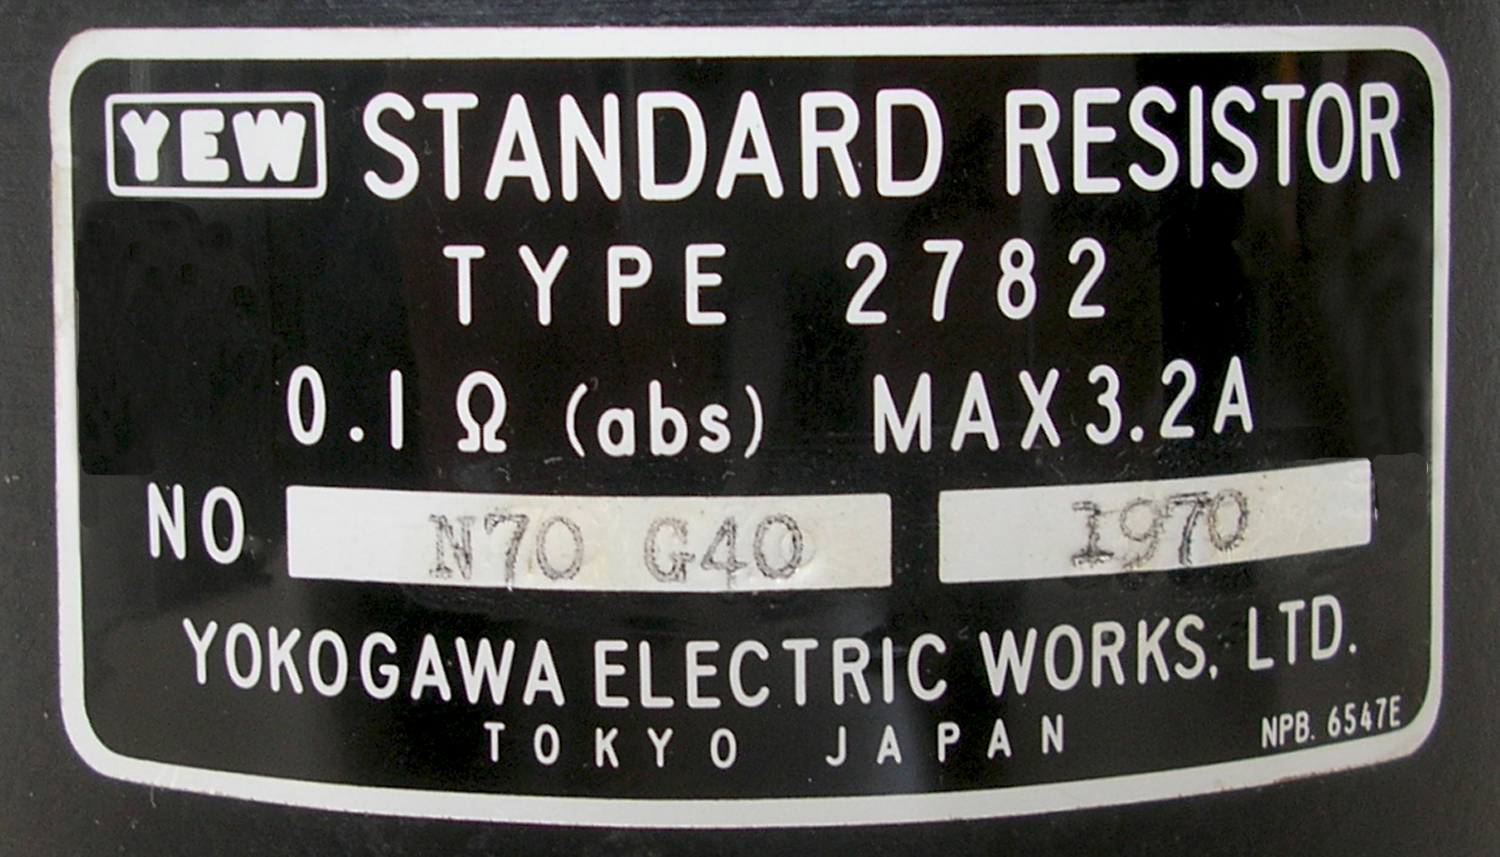 YEW STANDARD RESISTOR
TYPE 2782
0.1 Ω (abs) MAX3.2A
NO N70 G40 1970
YOKOGAWA ELECTRIC WORKS, LTD.
TOKYO JAPAN
NPB. 6547E